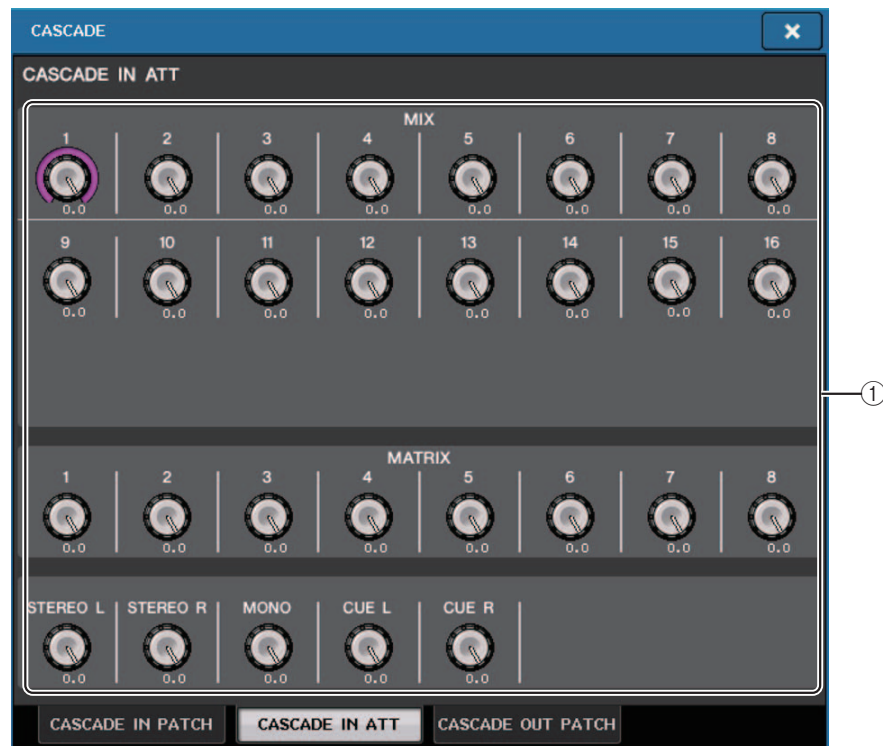 CASCADE
CASCADE IN ATT
MIX
1 2 3 4 5 6 7 8
0.0 0.0 0.0 0.0 0.0 0.0 0.0 0.0
9 10 11 12 13 14 15 16
0.0 0.0 0.0 0.0 0.0 0.0 0.0 0.0
①
MATRIX
1 2 3 4 5 6 7 8
0.0 0.0 0.0 0.0 0.0 0.0 0.0 0.0
STEREO L STEREO R MONO CUE L CUE R
0.0 0.0 0.0 0.0 0.0
CASCADE IN PATCH CASCADE IN ATT CASCADE OUT PATCH